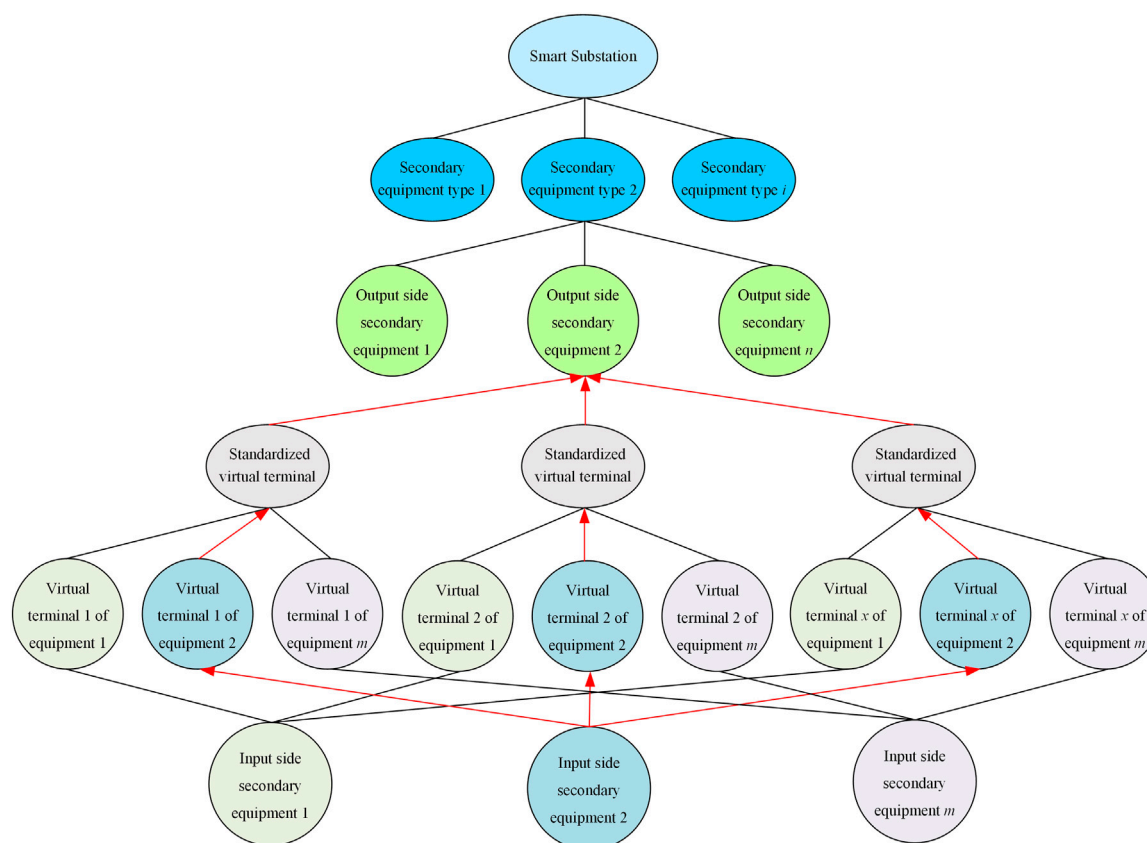 Smart Substation
Secondary
equipment type 1
Secondary
equipment type 2
Secondary
equipment type i
Output side
secondary
equipment 1
Output side
secondary
equipment 2
Output side
secondary
equipment n
Standardized
virtual terminal
Standardized
virtual terminal
Standardized
virtual terminal
Virtual
terminal 1 of
equipment 1
Virtual
terminal 1 of
equipment 2
Virtual
terminal 1 of
equipment m
Virtual
terminal 2 of
equipment 1
Virtual
terminal 2 of
equipment 2
Virtual
terminal 2 of
equipment m
Virtual
terminal x of
equipment 1
Virtual
terminal x of
equipment 2
Virtual
terminal x of
equipment m
Input side
secondary
equipment 1
Input side
secondary
equipment 2
Input side
secondary
equipment m